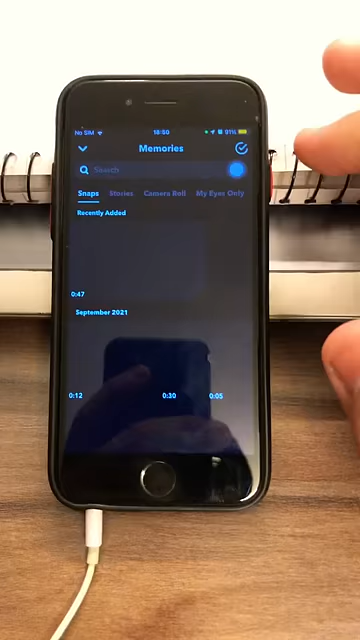 No SIM 18:50 91%
Memories
Search
Snaps Stories Camera Roll My Eyes Only
Recently Added
0:47
September 2021
0:12 0:30 0:05